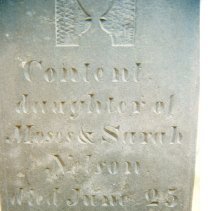 Content,
daughter of
Moses & Sarah
Nelson,
died June 25.